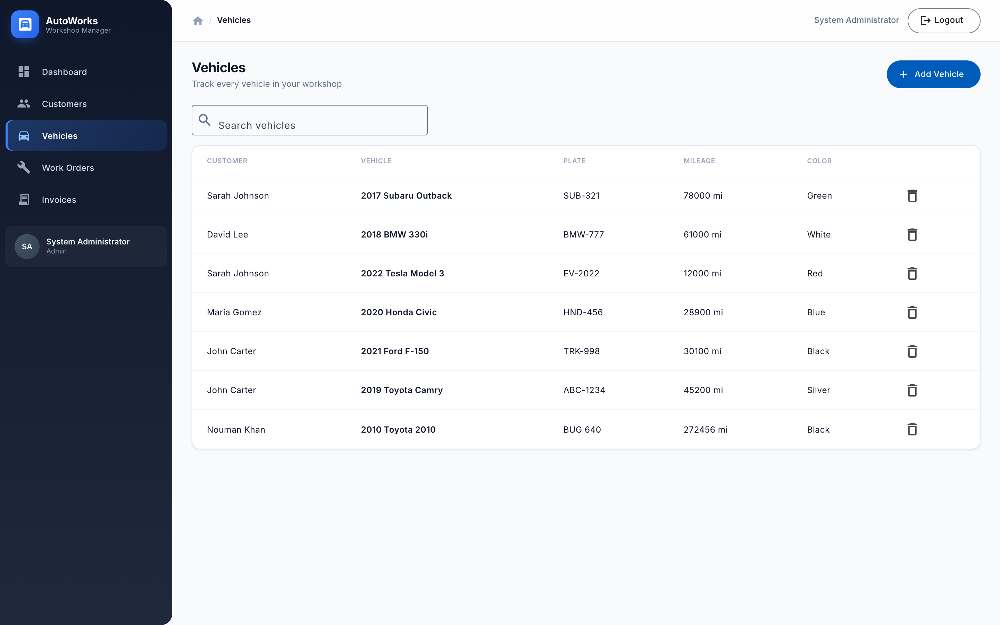 AutoWorks
Workshop Manager
Dashboard
Customers
Vehicles
Work Orders
Invoices
SA
System Administrator
Admin
/ Vehicles
System Administrator
Logout
Vehicles
Track every vehicle in your workshop
+ Add Vehicle
Search vehicles
CUSTOMER VEHICLE PLATE MILEAGE COLOR
Sarah Johnson 2017 Subaru Outback SUB-321 78000 mi Green
David Lee 2018 BMW 330i BMW-777 61000 mi White
Sarah Johnson 2022 Tesla Model 3 EV-2022 12000 mi Red
Maria Gomez 2020 Honda Civic HND-456 28900 mi Blue
John Carter 2021 Ford F-150 TRK-998 30100 mi Black
John Carter 2019 Toyota Camry ABC-1234 45200 mi Silver
Nouman Khan 2010 Toyota 2010 BUG 640 272456 mi Black